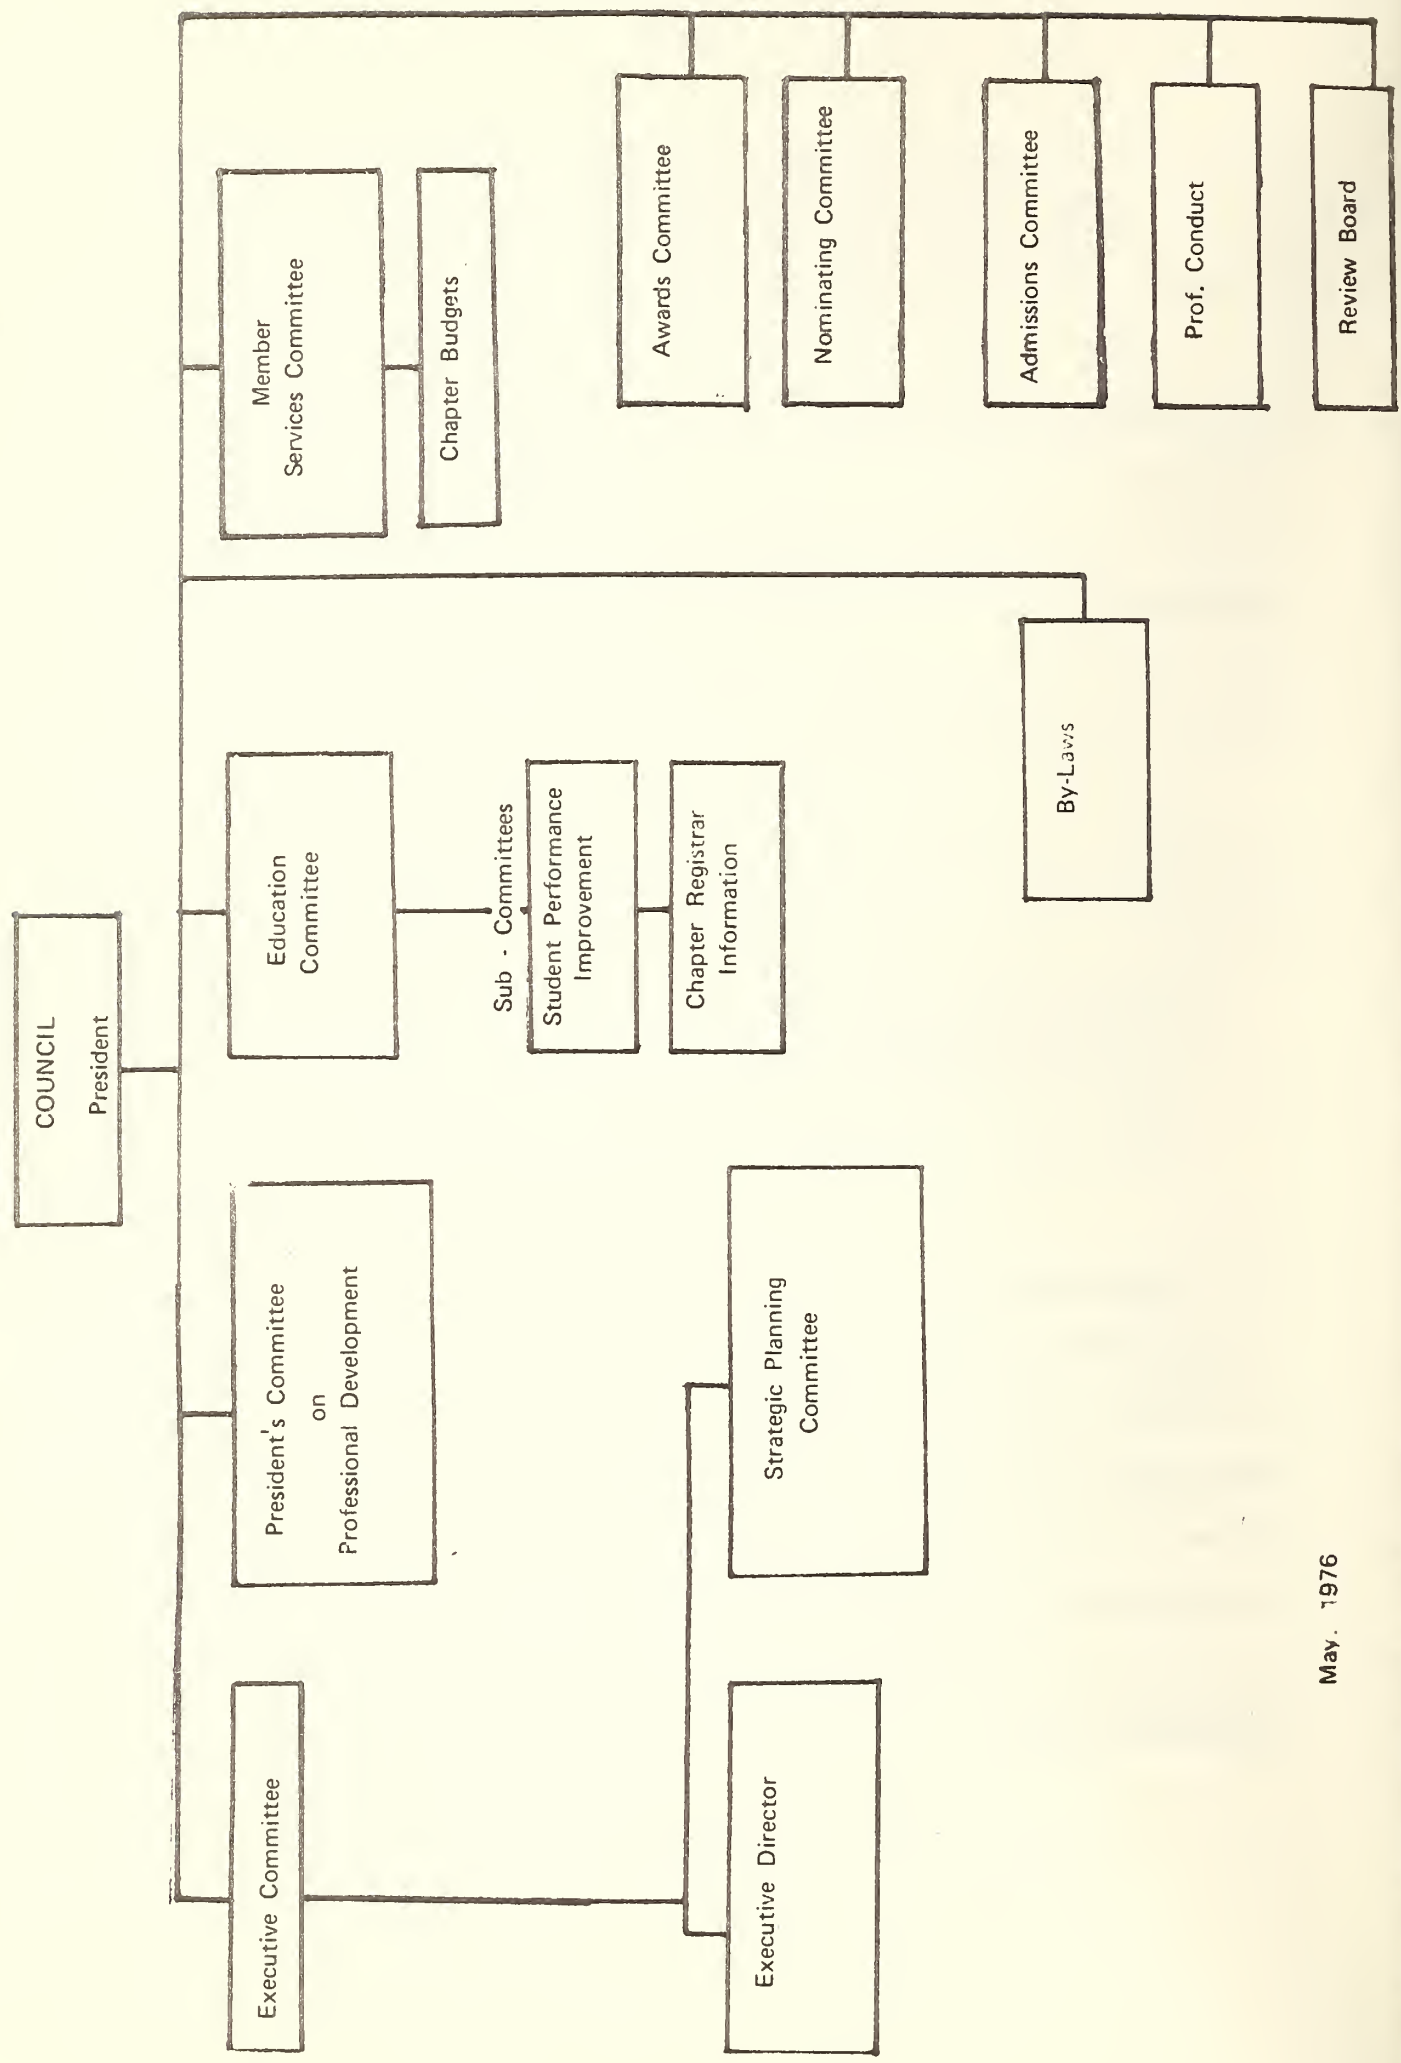 COUNCIL
President
Executive Committee
President's Committee
on
Professional Development
Education
Committee
Member
Services Committee
Chapter Budgets
Sub - Committees
Student Performance
Improvement
Chapter Registrar
Information
Executive Director
Strategic Planning
Committee
By-Laws
Awards Committee
Nominating Committee
Admissions Committee
Prof. Conduct
Review Board
May. 1976